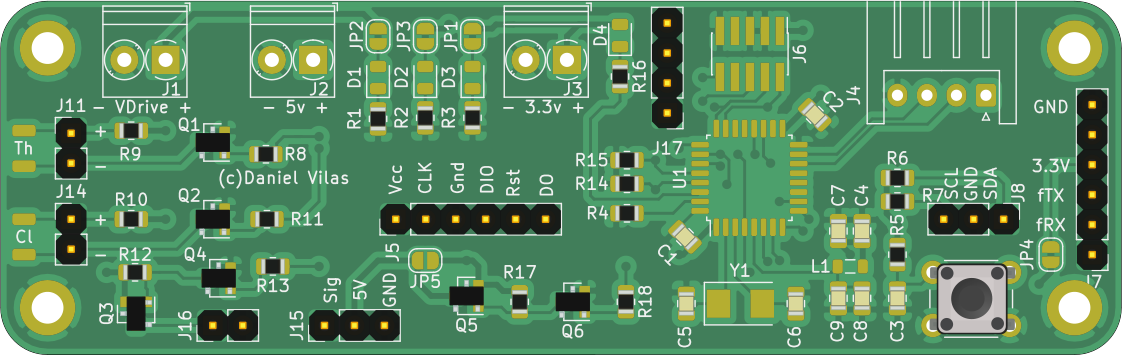 J1
- VDrive +
J2
- 5v +
J3
- 3.3v +
JP2
JP3
JP1
D1
D2
D3
R1
R2
R3
D4
R16
J6
C2
J4
J17
U1
J11
Th
+
-
R9
Q1
R8
(c)Daniel Vilas
J14
Cl
+
-
R10
Q2
R11
R12
Q4
R13
Q3
J16
J15
Sig
5V
GND
Vcc
CLK
Gnd
DIO
Rst
DO
J5
JP5
Q5
R17
Q6
R18
R15
R14
R4
C1
Y1
C5
C6
C7
C4
L1
C9
C8
C3
R5
R6
R7
SCL
GND
SDA
J8
GND
3.3V
fTX
fRX
JP4
J7